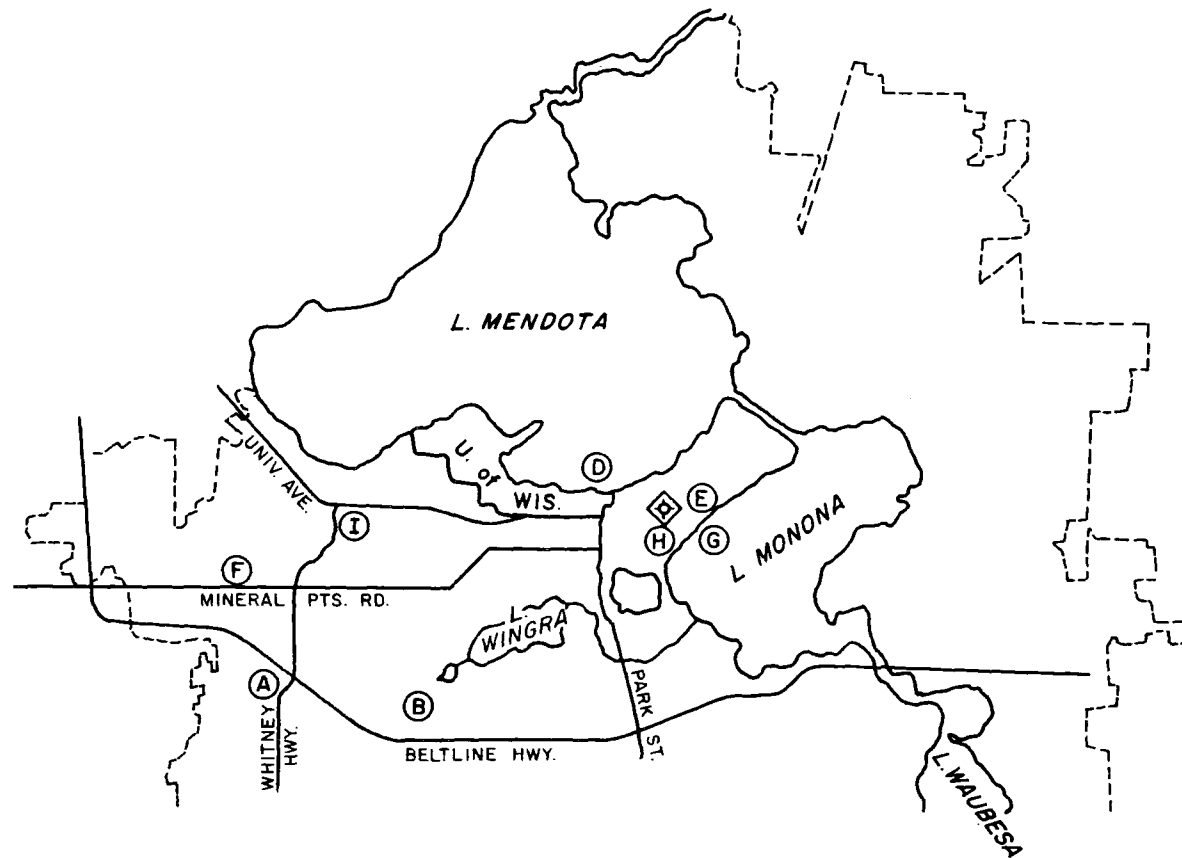 L. MENDOTA
UNIV. AVE.
U. of
WIS.
D
E
I
H
G
L MONONA
F
MINERAL PTS. RD.
L.
WINGRA
A
B
WHITNEY
HWY.
BELTLINE HWY.
PARK
ST.
L. WAUBESA